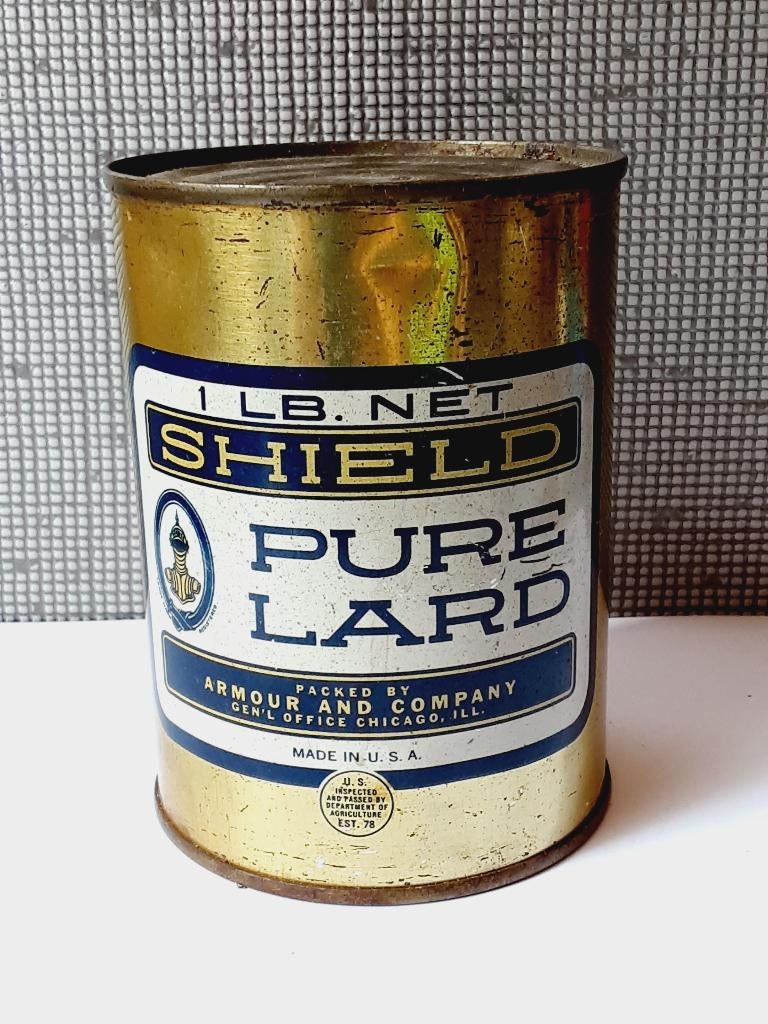 1 LB. NET
SHIELD
PURE
LARD
PACKED BY
ARMOUR AND COMPANY
GEN'L OFFICE CHICAGO, ILL.
MADE IN U. S. A.
U. S.
INSPECTED
AND PASSED BY
DEPARTMENT OF
AGRICULTURE
EST. 78